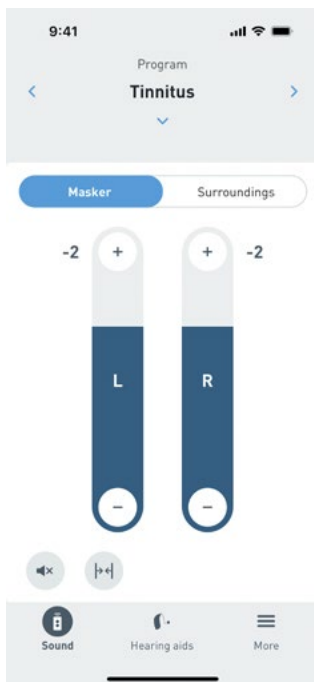 9:41
Program
Tinnitus
Masker Surroundings
-2 + + -2
L R
− −
Sound Hearing aids More